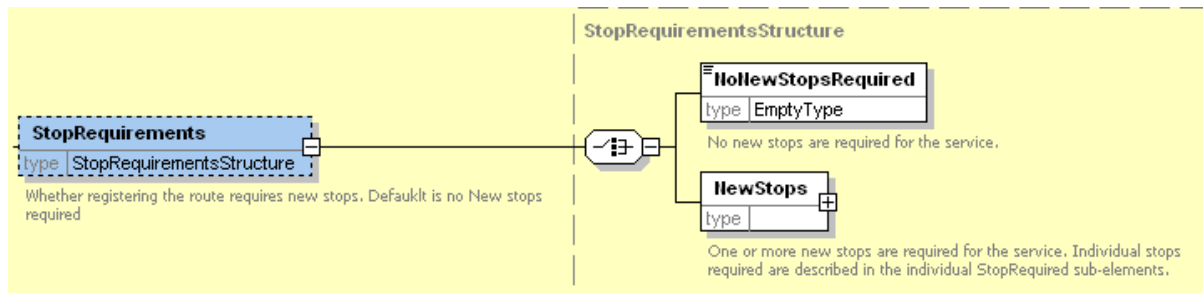 StopRequirementsStructure
NoNewStopsRequired
type EmptyType
No new stops are required for the service.
StopRequirements
type StopRequirementsStructure
Whether registering the route requires new stops. Defauklt is no New stops
required
NewStops
type
One or more new stops are required for the service. Individual stops
required are described in the individual StopRequired sub-elements.